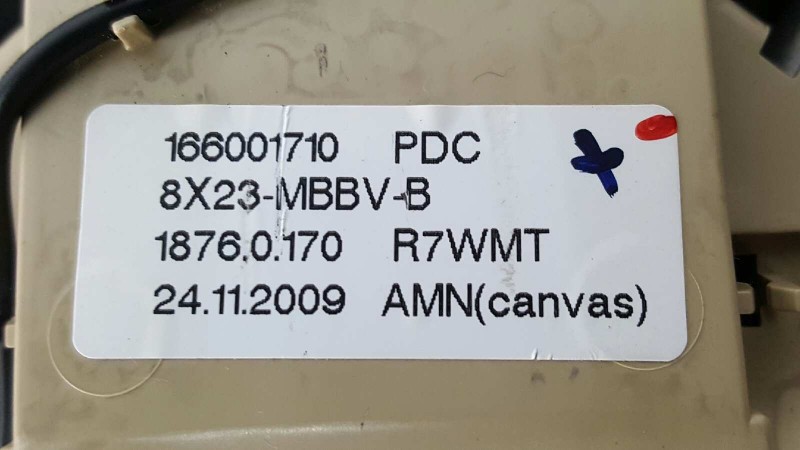 166001710 PDC
8X23-MBBV-B
1876.0.170 R7WMT
24.11.2009 AMN(canvas)